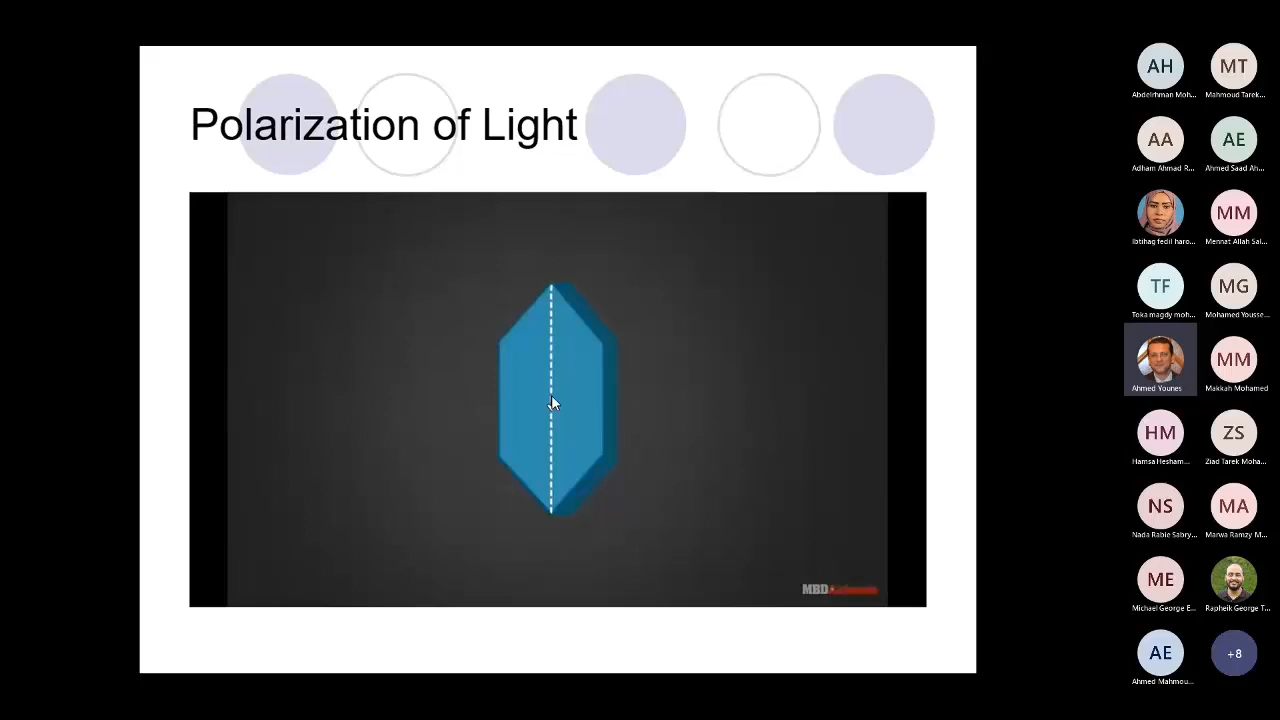 Polarization of Light
MBD
AH
Abdelrhman Moh...
MT
Mahmoud Tarek...
AA
Adham Ahmad R...
AE
Ahmed Saad Ah...
Ibtihag fedil haro...
MM
Mennat Allah Sal...
TF
Toka magdy moh...
MG
Mohamed Yousse...
Ahmed Younes
MM
Makkah Mohamed
HM
Hamsa Hesham...
ZS
Ziad Tarek Moha...
NS
Nada Rabie Sabry...
MA
Marwa Ramzy M...
ME
Michael George E...
Rapheik George T...
AE
Ahmed Mahmou...
+8